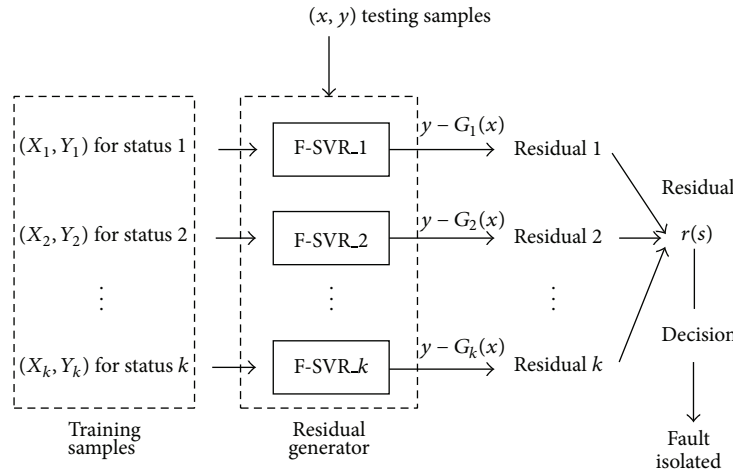 (x, y) testing samples
(X₁, Y₁) for status 1
F-SVR_1
y − G₁(x)
Residual 1
Residual
(X₂, Y₂) for status 2
F-SVR_2
y − G₂(x)
Residual 2
r(s)
⋮ ⋮ ⋮
Decision
(Xₖ, Yₖ) for status k
F-SVR_k
y − Gₖ(x)
Residual k
Training
samples
Residual
generator
Fault
isolated